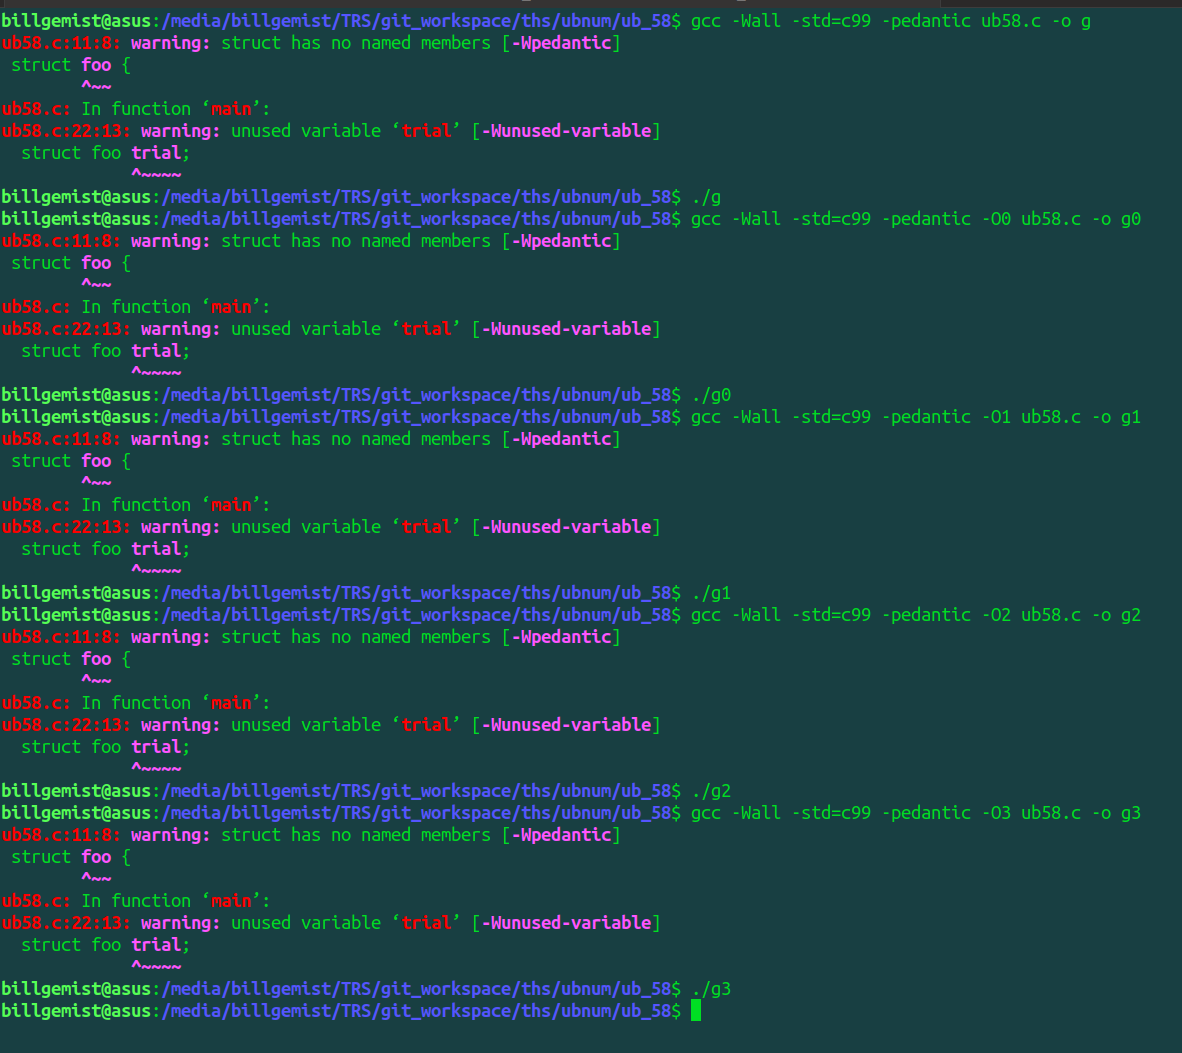 billgemist@asus:/media/billgemist/TRS/git_workspace/ths/ubnum/ub_58$ gcc -Wall -std=c99 -pedantic ub58.c -o g
ub58.c:11:8: warning: struct has no named members [-Wpedantic]
 struct foo {
        ^~~
ub58.c: In function ‘main’:
ub58.c:22:13: warning: unused variable ‘trial’ [-Wunused-variable]
  struct foo trial;
             ^~~~~
billgemist@asus:/media/billgemist/TRS/git_workspace/ths/ubnum/ub_58$ ./g
billgemist@asus:/media/billgemist/TRS/git_workspace/ths/ubnum/ub_58$ gcc -Wall -std=c99 -pedantic -O0 ub58.c -o g0
ub58.c:11:8: warning: struct has no named members [-Wpedantic]
 struct foo {
        ^~~
ub58.c: In function ‘main’:
ub58.c:22:13: warning: unused variable ‘trial’ [-Wunused-variable]
  struct foo trial;
             ^~~~~
billgemist@asus:/media/billgemist/TRS/git_workspace/ths/ubnum/ub_58$ ./g0
billgemist@asus:/media/billgemist/TRS/git_workspace/ths/ubnum/ub_58$ gcc -Wall -std=c99 -pedantic -O1 ub58.c -o g1
ub58.c:11:8: warning: struct has no named members [-Wpedantic]
 struct foo {
        ^~~
ub58.c: In function ‘main’:
ub58.c:22:13: warning: unused variable ‘trial’ [-Wunused-variable]
  struct foo trial;
             ^~~~~
billgemist@asus:/media/billgemist/TRS/git_workspace/ths/ubnum/ub_58$ ./g1
billgemist@asus:/media/billgemist/TRS/git_workspace/ths/ubnum/ub_58$ gcc -Wall -std=c99 -pedantic -O2 ub58.c -o g2
ub58.c:11:8: warning: struct has no named members [-Wpedantic]
 struct foo {
        ^~~
ub58.c: In function ‘main’:
ub58.c:22:13: warning: unused variable ‘trial’ [-Wunused-variable]
  struct foo trial;
             ^~~~~
billgemist@asus:/media/billgemist/TRS/git_workspace/ths/ubnum/ub_58$ ./g2
billgemist@asus:/media/billgemist/TRS/git_workspace/ths/ubnum/ub_58$ gcc -Wall -std=c99 -pedantic -O3 ub58.c -o g3
ub58.c:11:8: warning: struct has no named members [-Wpedantic]
 struct foo {
        ^~~
ub58.c: In function ‘main’:
ub58.c:22:13: warning: unused variable ‘trial’ [-Wunused-variable]
  struct foo trial;
             ^~~~~
billgemist@asus:/media/billgemist/TRS/git_workspace/ths/ubnum/ub_58$ ./g3
billgemist@asus:/media/billgemist/TRS/git_workspace/ths/ubnum/ub_58$